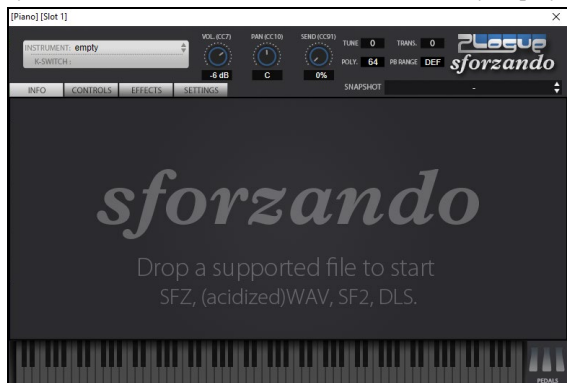 [Piano] [Slot 1]
INSTRUMENT: empty
K-SWITCH :
VOL. (CC7)
-6 dB
PAN (CC10)
C
SEND (CC91)
0%
TUNE 0
TRANS. 0
POLY. 64
PB RANGE DEF
Plogue
sforzando
INFO
CONTROLS
EFFECTS
SETTINGS
SNAPSHOT -
sforzando
Drop a supported file to start
SFZ, (acidized)WAV, SF2, DLS.
PEDALS